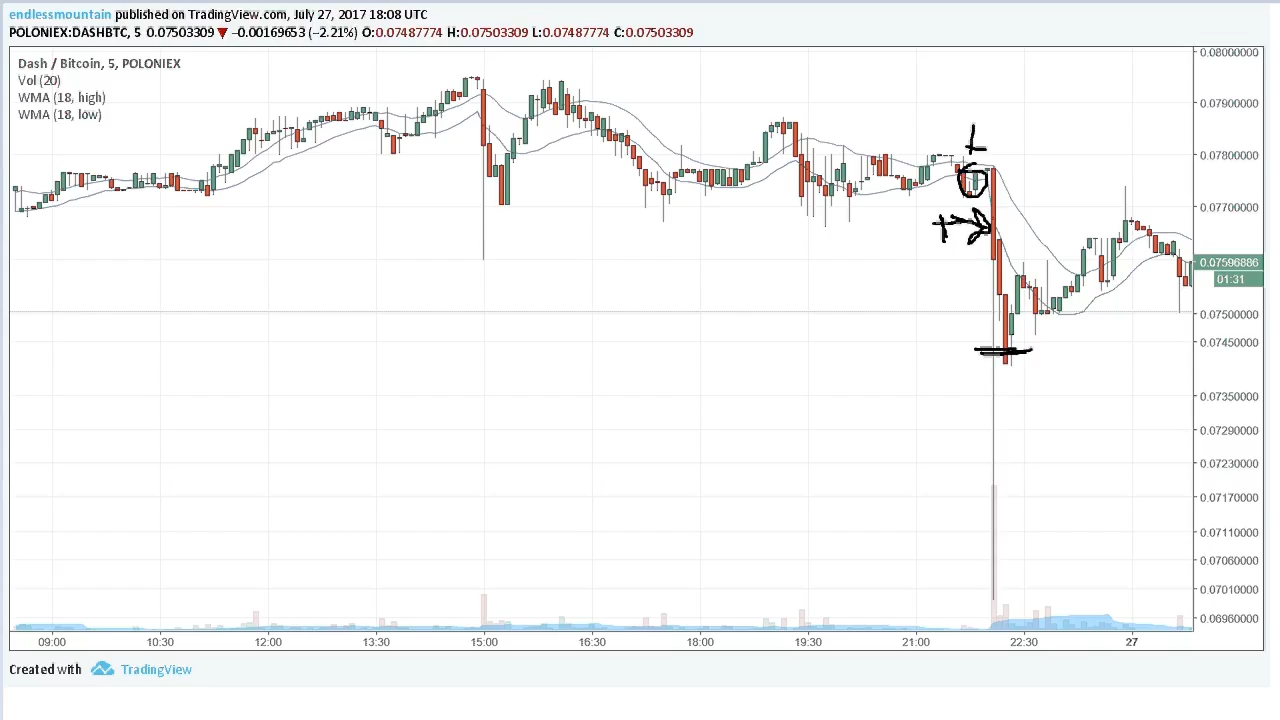 endlessmountain published on TradingView.com, July 27, 2017 18:08 UTC
POLONIEX:DASHBTC, 5 0.07503309 ▼ −0.00169653 (−2.21%) O:0.07487774 H:0.07503309 L:0.07487774 C:0.07503309
Dash / Bitcoin, 5, POLONIEX
Vol (20)
WMA (18, high)
WMA (18, low)
0.08000000
0.07900000
0.07800000
0.07700000
0.07596886
01:31
0.07500000
0.07450000
0.07350000
0.07290000
0.07230000
0.07170000
0.07110000
0.07060000
0.07010000
0.06960000
09:00 10:30 12:00 13:30 15:00 16:30 18:00 19:30 21:00 22:30 27
Created with TradingView